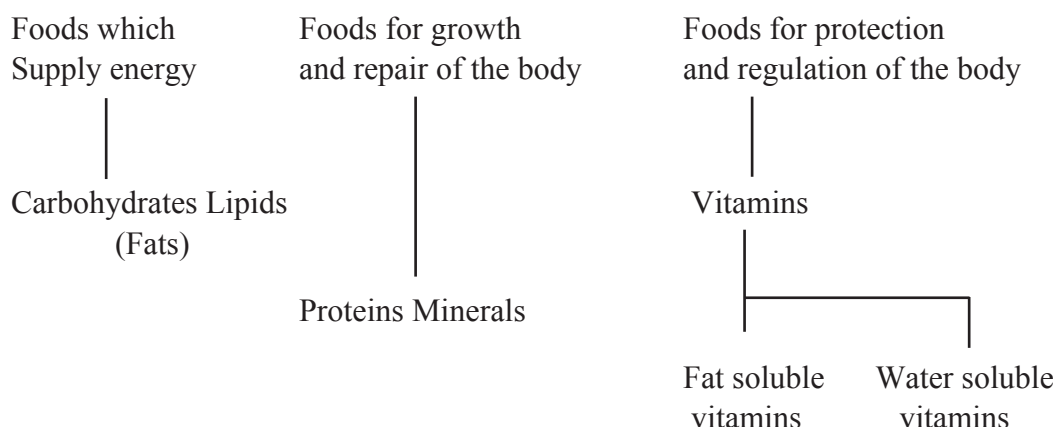 Foods which
Supply energy
Foods for growth
and repair of the body
Foods for protection
and regulation of the body
Carbohydrates Lipids
(Fats)
Vitamins
Proteins Minerals
Fat soluble
vitamins
Water soluble
vitamins